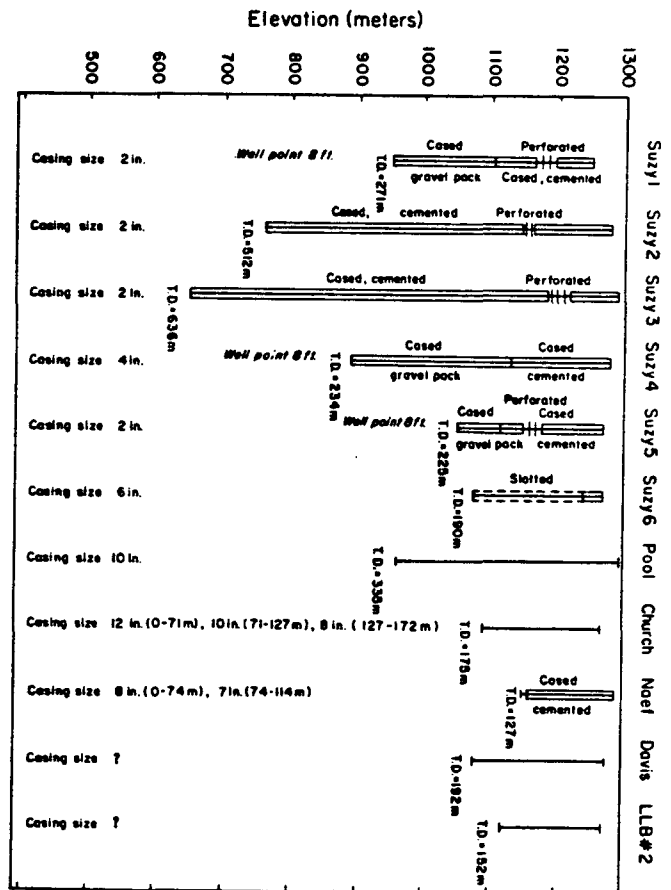 Elevation (meters)
500
600
700
800
900
1000
1100
1200
1300
Suzy1
Casing size 2 in.
Well point 8 ft.
T.D.=271m
Cased
gravel pack
Perforated
Cased, cemented
Suzy2
Casing size 2 in.
T.D.=512m
Cased, cemented
Perforated
Suzy3
Casing size 2 in.
T.D.=636m
Cased, cemented
Perforated
Suzy4
Casing size 4 in.
Well point 8 ft.
T.D.=234m
Cased
gravel pack
Cased
cemented
Suzy5
Casing size 2 in.
Well point 8 ft.
T.D.=225m
Perforated
Cased
gravel pack
Cased
cemented
Suzy6
Casing size 6 in.
T.D.=190m
Slotted
Pool
Casing size 10 in.
T.D.=336m
Church
Casing size 12 in. (0-71m), 10 in. (71-127m), 8 in. (127-172m)
T.D.=175m
Naef
Casing size 8 in. (0-74m), 7 in. (74-114m)
T.D.=127m
Cased
cemented
Davis
Casing size ?
T.D.=192m
LLB#2
Casing size ?
T.D.=152m